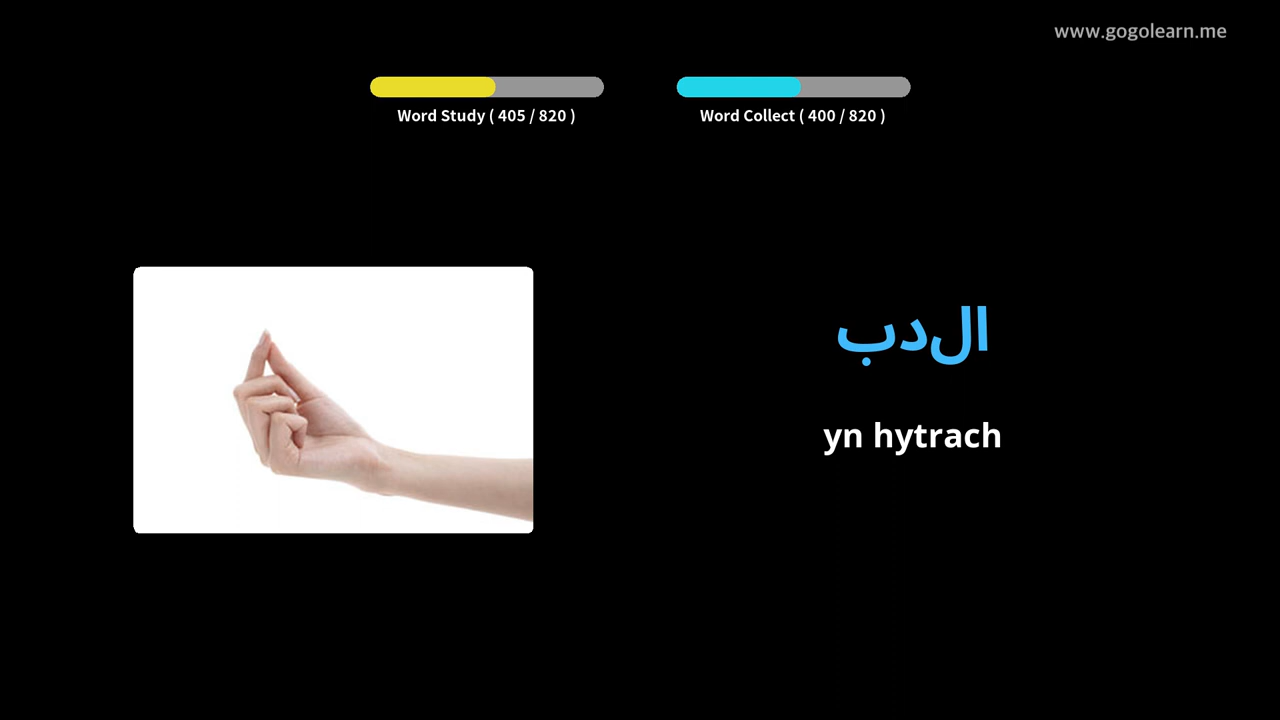 www.gogolearn.me
Word Study ( 405 / 820 )
Word Collect ( 400 / 820 )
الدب
yn hytrach